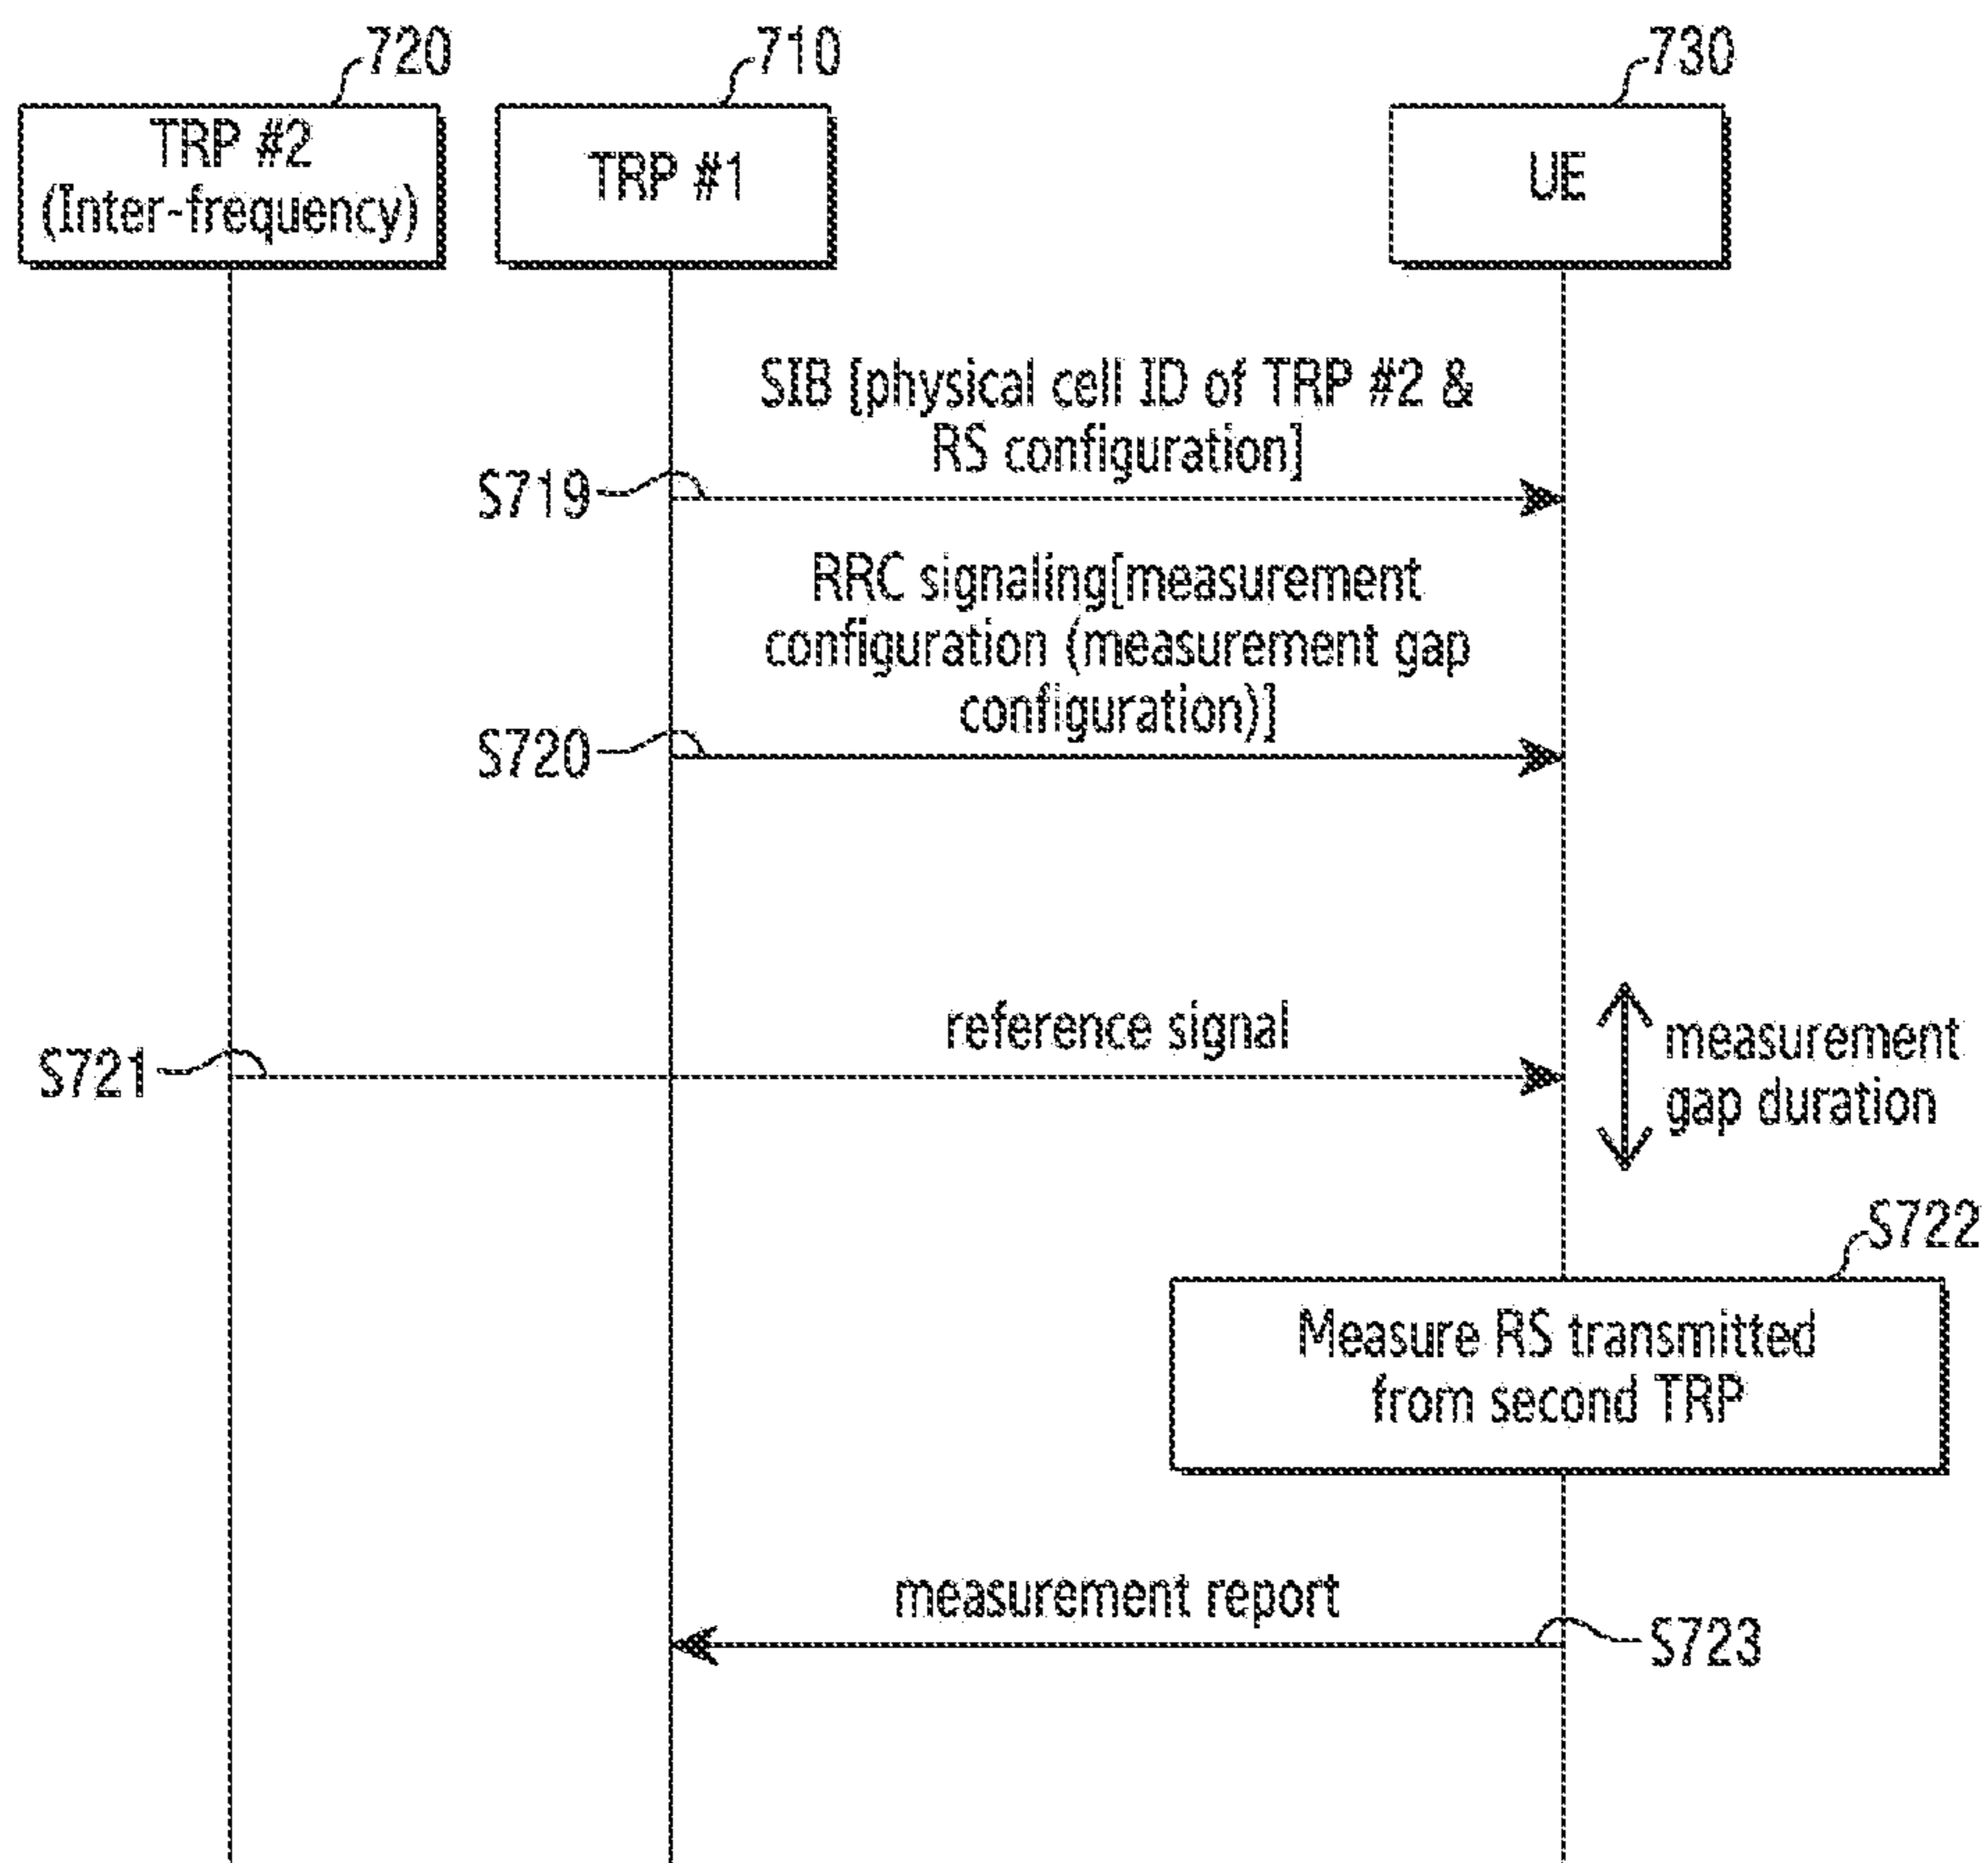 720
710
730
TRP #2
(Inter-frequency)
TRP #1
UE
SIB [physical cell ID of TRP #2 &
RS configuration]
S719
RRC signaling[measurement
configuration (measurement gap
configuration)]
S720
reference signal
measurement
gap duration
S721
S722
Measure RS transmitted
from second TRP
measurement report
S723